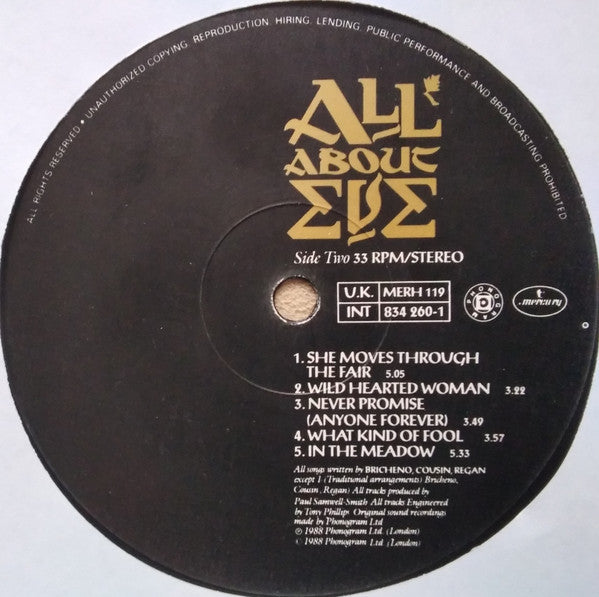 ALL RIGHTS RESERVED • UNAUTHORIZED COPYING. REPRODUCTION. HIRING. LENDING. PUBLIC PERFORMANCE AND BROADCASTING PROHIBITED
ALL
ABOUT
EVE
Side Two 33 RPM/STEREO
U.K. MERH 119
INT 834 260-1
PHONOGRAM
mercury
1. SHE MOVES THROUGH
THE FAIR 5.05
2. WILD HEARTED WOMAN 3.22
3. NEVER PROMISE
(ANYONE FOREVER) 3.49
4. WHAT KIND OF FOOL 3.57
5. IN THE MEADOW 5.33
All songs written by BRICHENO, COUSIN, REGAN
except 1 (Traditional arrangements) Bricheno,
Cousin, Regan) All tracks produced by
Paul Samwell-Smith All tracks Engineered
by Tony Phillips Original sound recordings
made by Phonogram Ltd
℗ 1988 Phonogram Ltd. (London)
© 1988 Phonogram Ltd. (London)